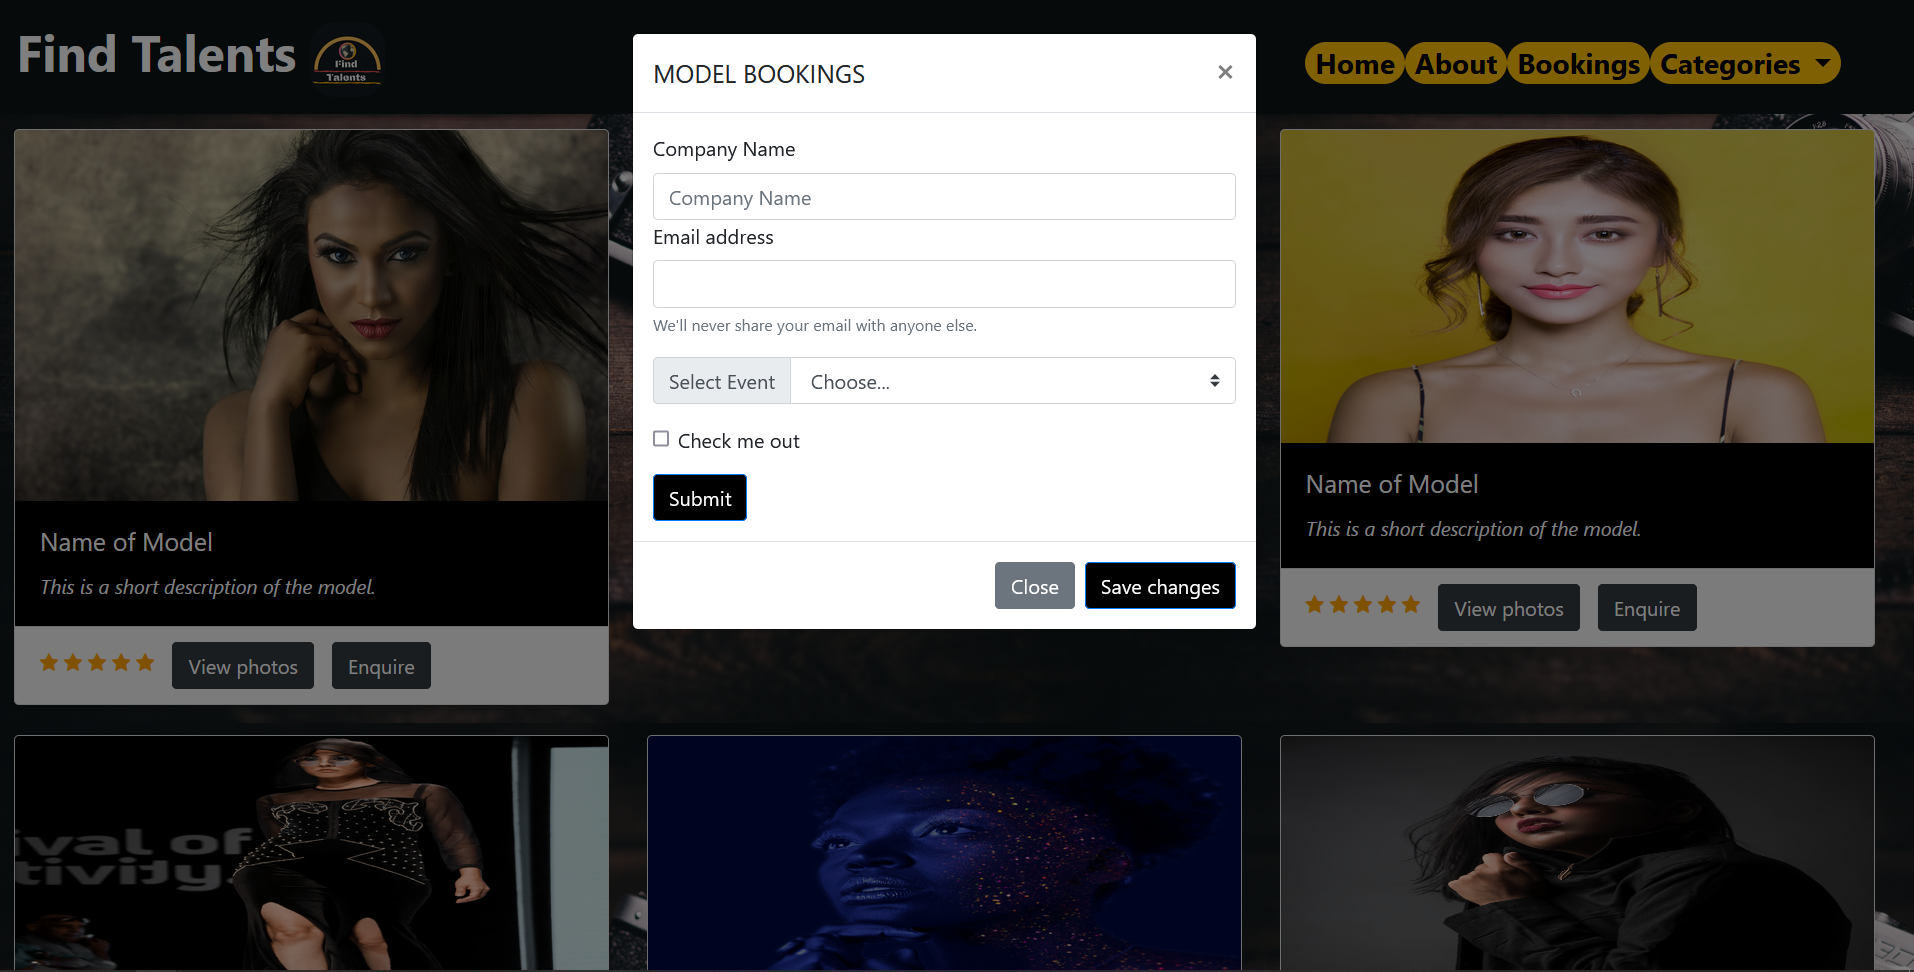 Find Talents
Find
Talents
Home
About
Bookings
Categories
MODEL BOOKINGS
×
Company Name
Company Name
Email address
We'll never share your email with anyone else.
Select Event
Choose...
Check me out
Submit
Close
Save changes
Name of Model
This is a short description of the model.
View photos
Enquire
Name of Model
This is a short description of the model.
View photos
Enquire
ival of
tivity.